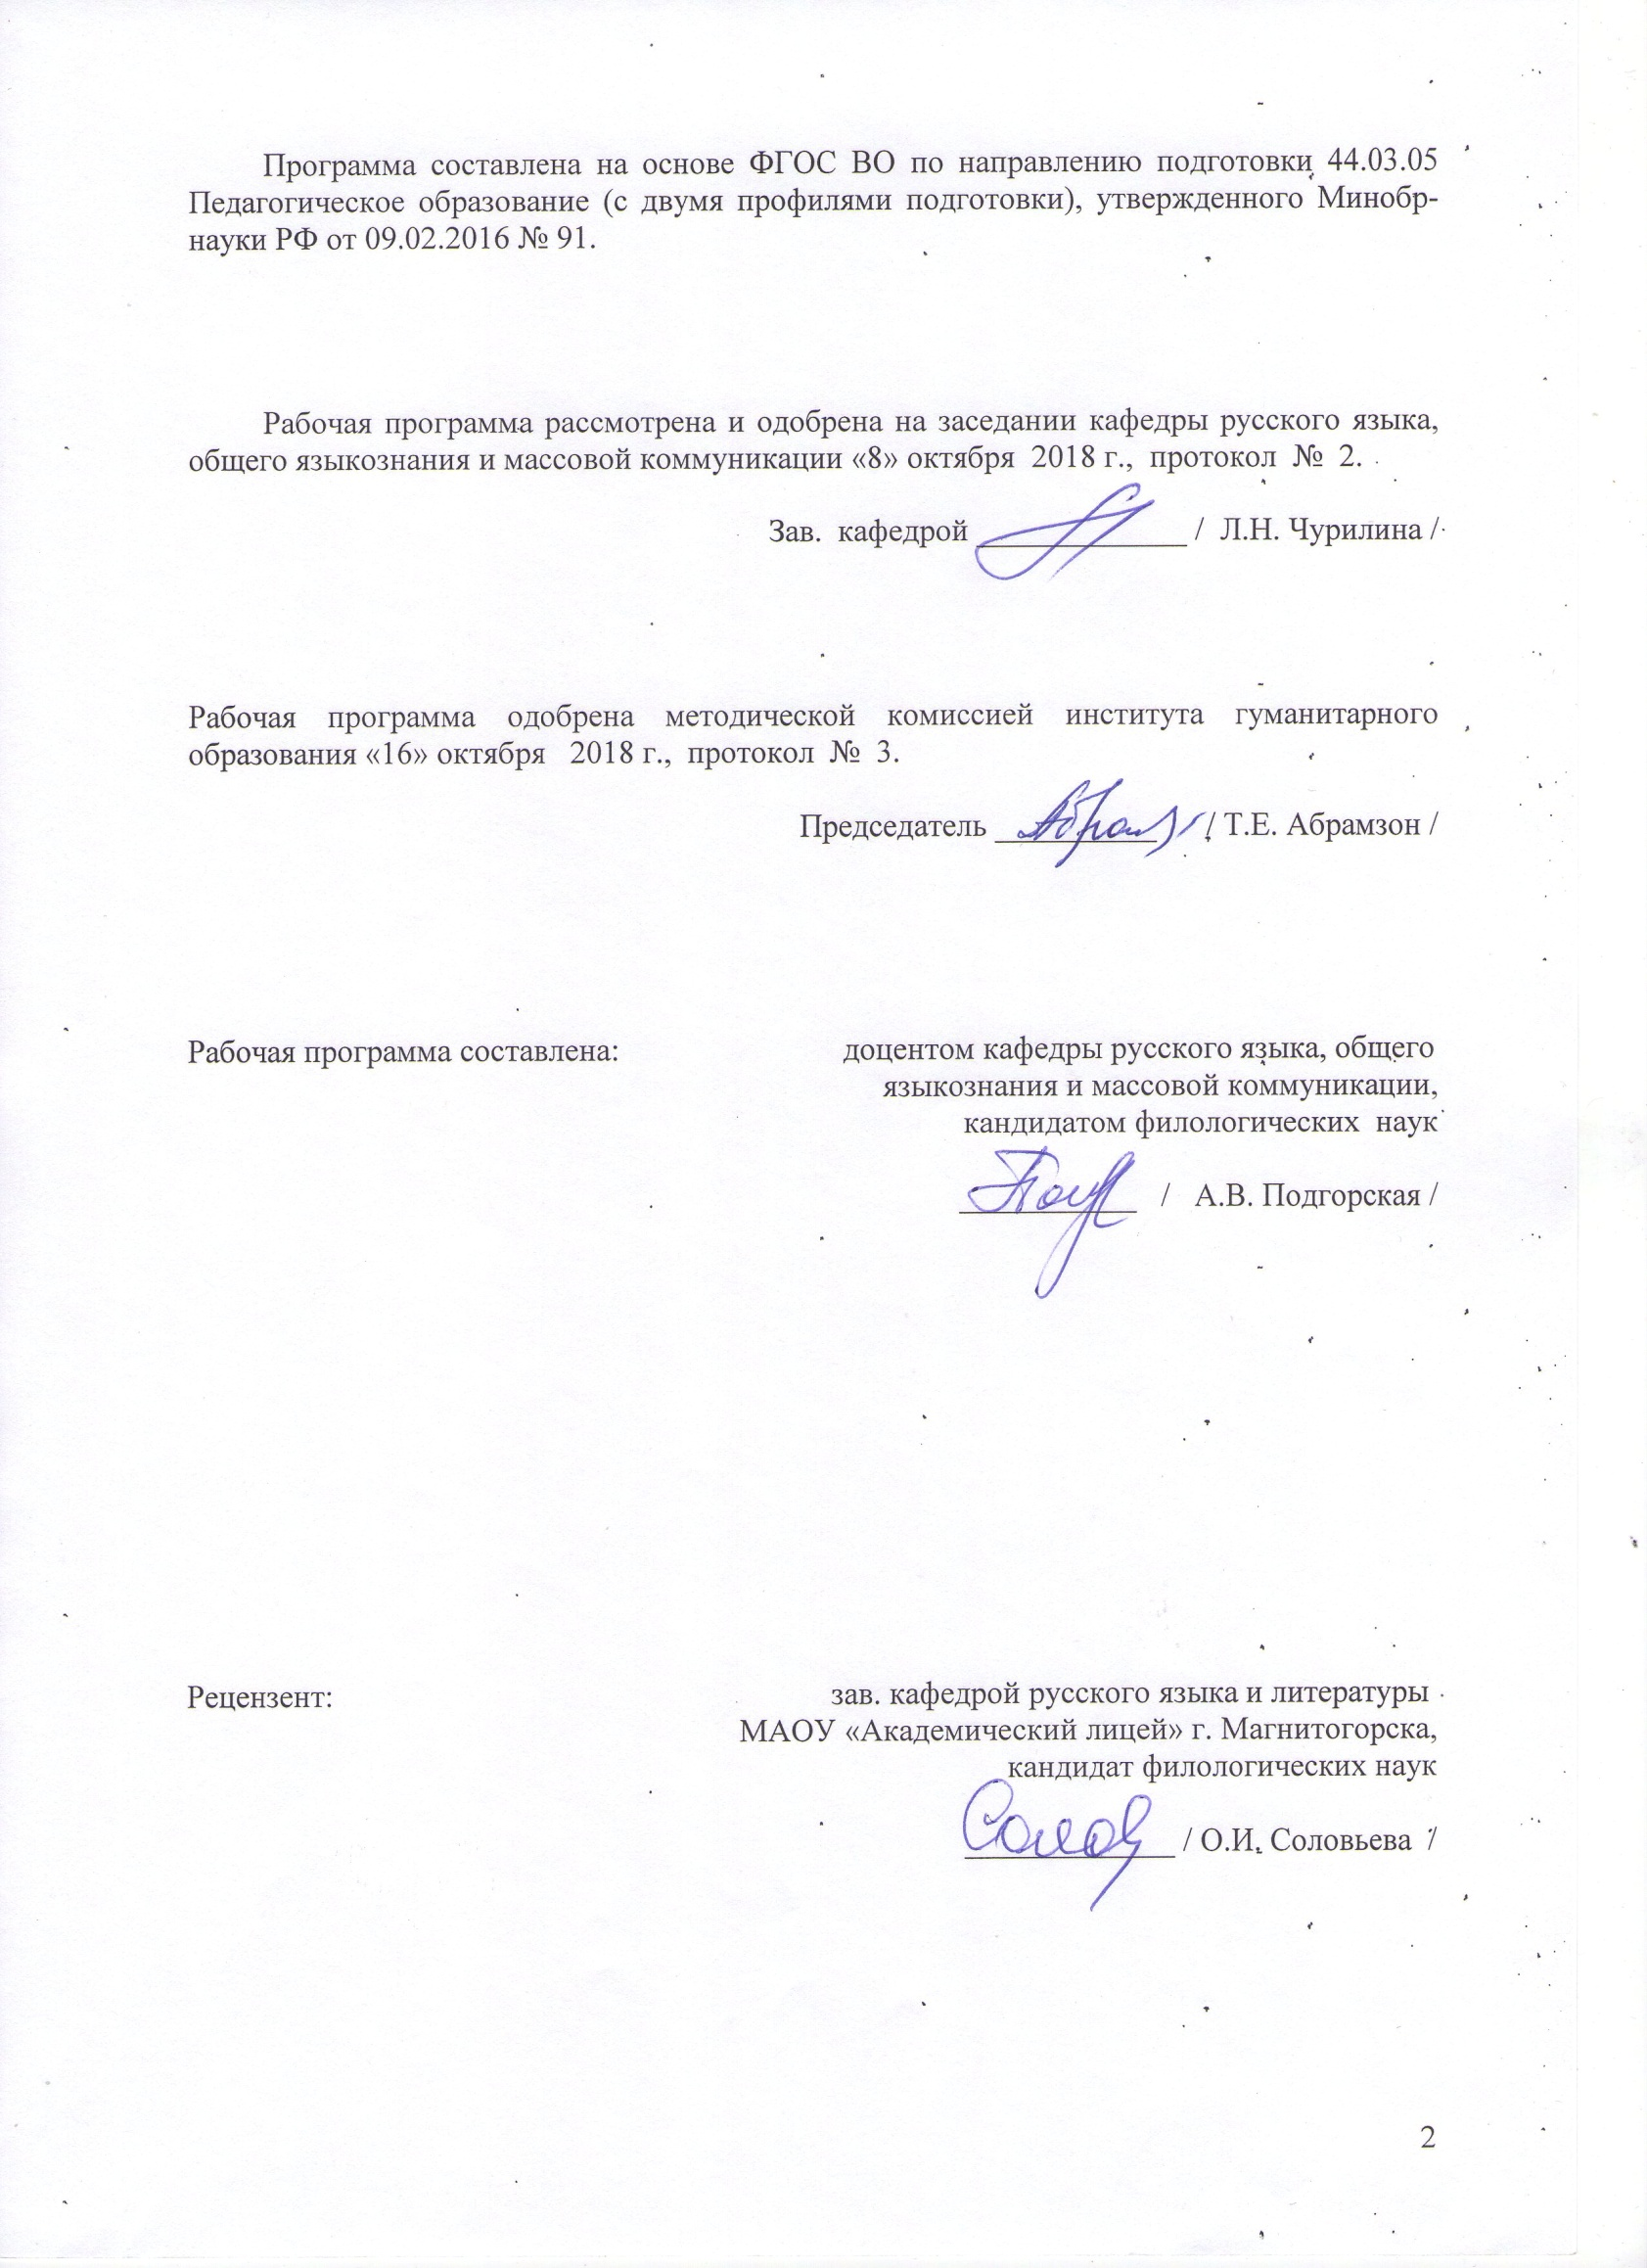 Программа составлена на основе ФГОС ВО по направлению подготовки 44.03.05
Педагогическое образование (с двумя профилями подготовки), утвержденного Минобр-
науки РФ от 09.02.2016 № 91.
Рабочая программа рассмотрена и одобрена на заседании кафедры русского языка,
общего языкознания и массовой коммуникации «8» октября 2018 г., протокол № 2.
Зав. кафедрой ______________ / Л.Н. Чурилина /
Рабочая программа одобрена методической комиссией института гуманитарного
образования «16» октября 2018 г., протокол № 3.
Председатель ___________ / Т.Е. Абрамзон /
Рабочая программа составлена: доцентом кафедры русского языка, общего
языкознания и массовой коммуникации,
кандидатом филологических наук
____________ / А.В. Подгорская /
Рецензент: зав. кафедрой русского языка и литературы
МАОУ «Академический лицей» г. Магнитогорска,
кандидат филологических наук
______________ / О.И. Соловьева /
2